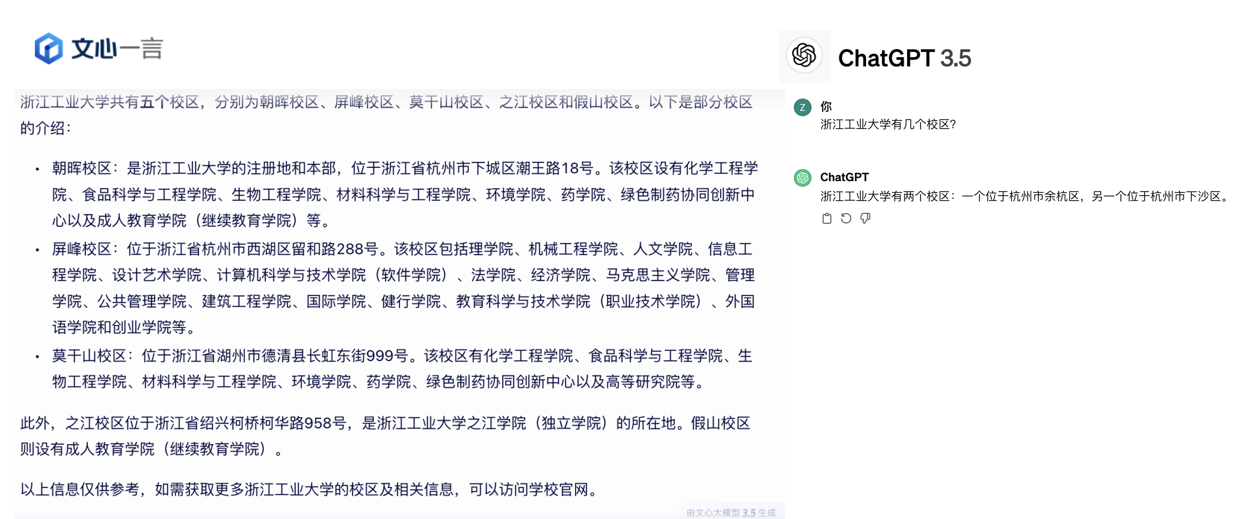 文心一言
浙江工业大学共有五个校区，分别为朝晖校区、屏峰校区、莫干山校区、之江校区和假山校区。以下是部分校区
的介绍：
• 朝晖校区：是浙江工业大学的注册地和本部，位于浙江省杭州市下城区潮王路18号。该校区设有化学工程学
院、食品科学与工程学院、生物工程学院、材料科学与工程学院、环境学院、药学院、绿色制药协同创新中
心以及成人教育学院（继续教育学院）等。
• 屏峰校区：位于浙江省杭州市西湖区留和路288号。该校区包括理学院、机械工程学院、人文学院、信息工
程学院、设计艺术学院、计算机科学与技术学院（软件学院）、法学院、经济学院、马克思主义学院、管理
学院、公共管理学院、建筑工程学院、国际学院、健行学院、教育科学与技术学院（职业技术学院）、外国
语学院和创业学院等。
• 莫干山校区：位于浙江省湖州市德清县长虹东街999号。该校区有化学工程学院、食品科学与工程学院、生
物工程学院、材料科学与工程学院、环境学院、药学院、绿色制药协同创新中心以及高等研究院等。
此外，之江校区位于浙江省绍兴柯桥柯华路958号，是浙江工业大学之江学院（独立学院）的所在地。假山校区
则设有成人教育学院（继续教育学院）。
以上信息仅供参考，如需获取更多浙江工业大学的校区及相关信息，可以访问学校官网。
由文心大模型 3.5 生成
ChatGPT 3.5
Z
你
浙江工业大学有几个校区?
ChatGPT
浙江工业大学有两个校区：一个位于杭州市余杭区，另一个位于杭州市下沙区。